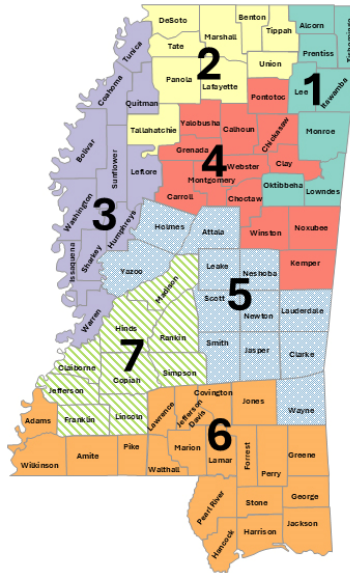 DeSoto
Benton
Alcorn
Marshall
Tippah
Tishomingo
Tunica
Tate
Prentiss
Union
2
Panola
Lafayette
Coahoma
Pontotoc
Lee
1
Itawamba
Quitman
Yalobusha
Calhoun
Chickasaw
Monroe
Tallahatchie
Bolivar
Sunflower
Grenada
4
Clay
Leflore
Webster
Montgomery
Oktibbeha
Lowndes
Carroll
Choctaw
Washington
3
Humphreys
Holmes
Attala
Winston
Noxubee
Issaquena
Sharkey
Yazoo
Leake
Neshoba
Kemper
Madison
5
Scott
Newton
Lauderdale
Warren
Hinds
Rankin
Smith
Jasper
Clarke
7
Claiborne
Copiah
Simpson
Jefferson
Covington
Jones
Wayne
Adams
Franklin
Lincoln
Lawrence
Jefferson
Davis
6
Wilkinson
Amite
Pike
Marion
Lamar
Forrest
Perry
Greene
Walthall
Pearl River
Stone
George
Hancock
Harrison
Jackson